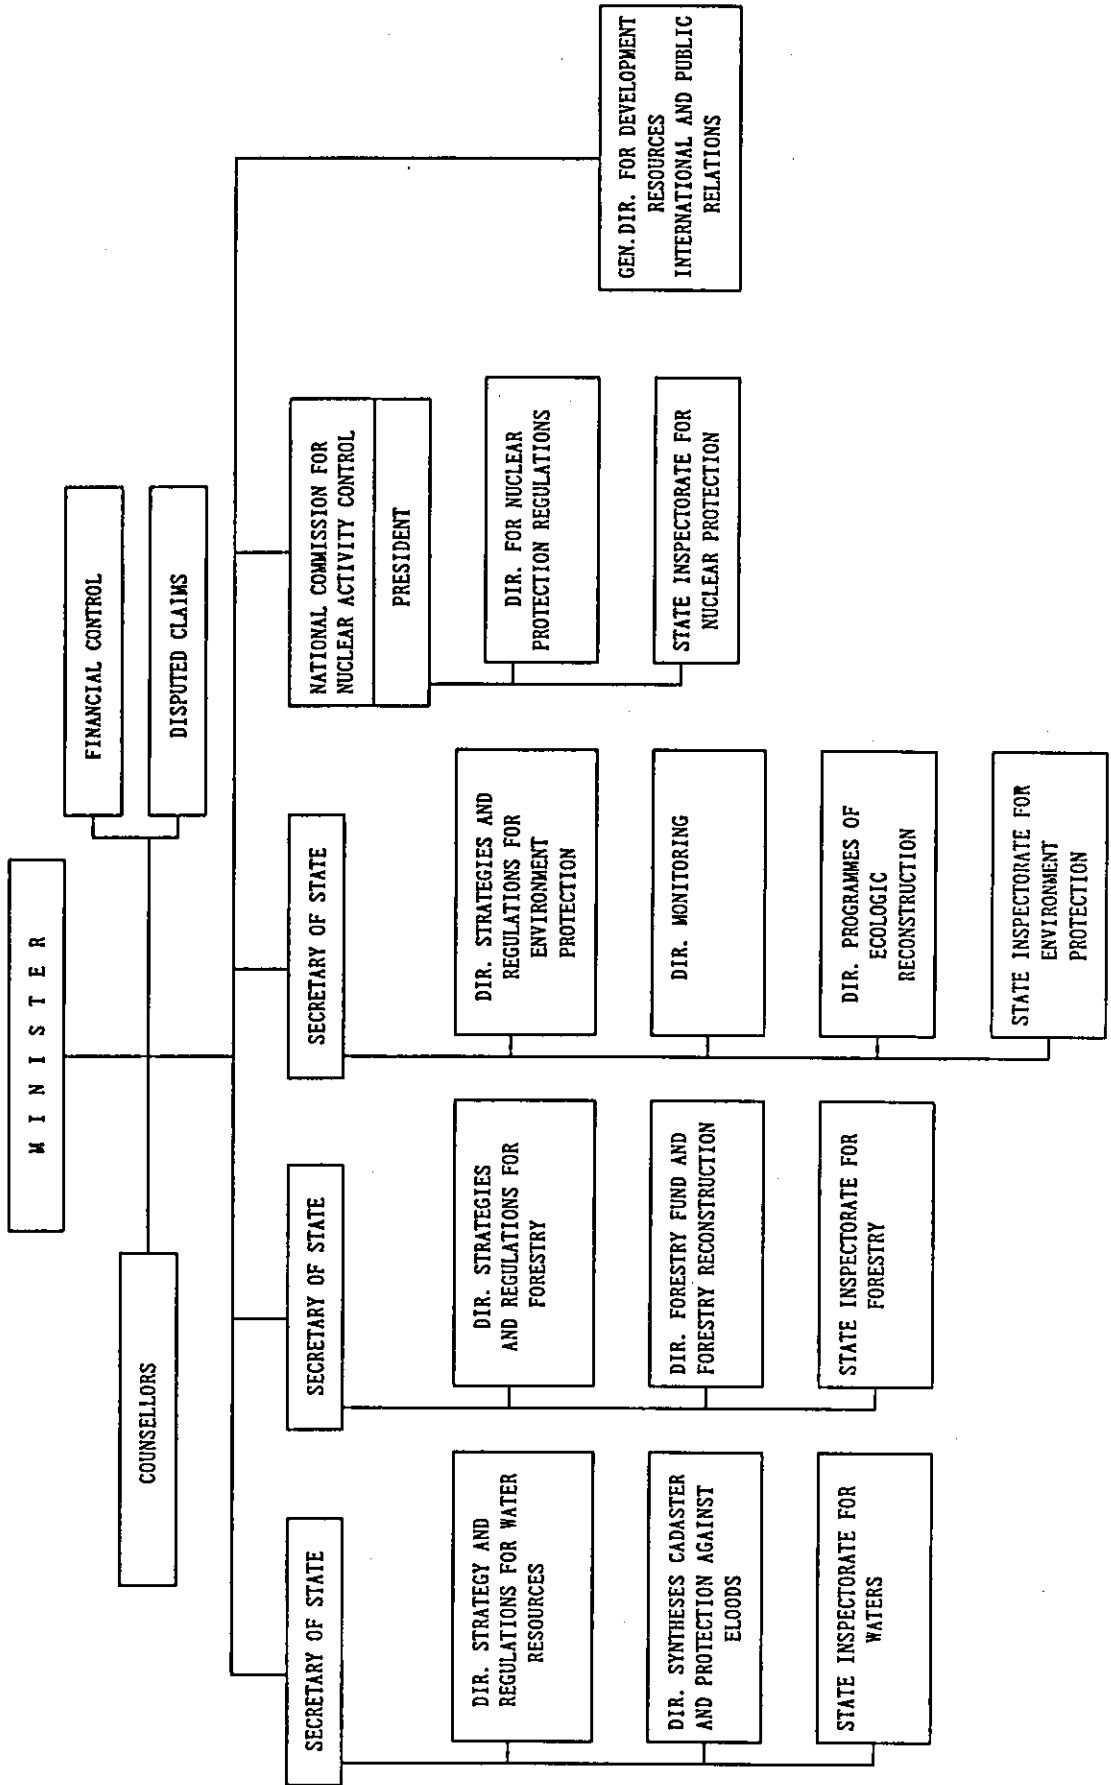 M I N I S T E R
FINANCIAL CONTROL
COUNSELLORS
DISPUTED CLAIMS
SECRETARY OF STATE
DIR. STRATEGY AND
REGULATIONS FOR WATER
RESOURCES
DIR. SYNTHESES CADASTER
AND PROTECTION AGAINST
ELOODS
STATE INSPECTORATE FOR
WATERS
SECRETARY OF STATE
DIR. STRATEGIES
AND REGULATIONS FOR
FORESTRY
DIR. FORESTRY FUND AND
FORESTRY RECONSTRUCTION
STATE INSPECTORATE FOR
FORESTRY
SECRETARY OF STATE
DIR. STRATEGIES AND
REGULATIONS FOR
ENVIRONMENT
PROTECTION
DIR. MONITORING
DIR. PROGRAMMES OF
ECOLOGIC
RECONSTRUCTION
STATE INSPECTORATE FOR
ENVIRONMENT
PROTECTION
NATIONAL COMMISSION FOR
NUCLEAR ACTIVITY CONTROL
PRESIDENT
DIR. FOR NUCLEAR
PROTECTION REGULATIONS
STATE INSPECTORATE FOR
NUCLEAR PROTECTION
GEN.DIR. FOR DEVELOPMENT
RESOURCES
INTERNATIONAL AND PUBLIC
RELATIONS